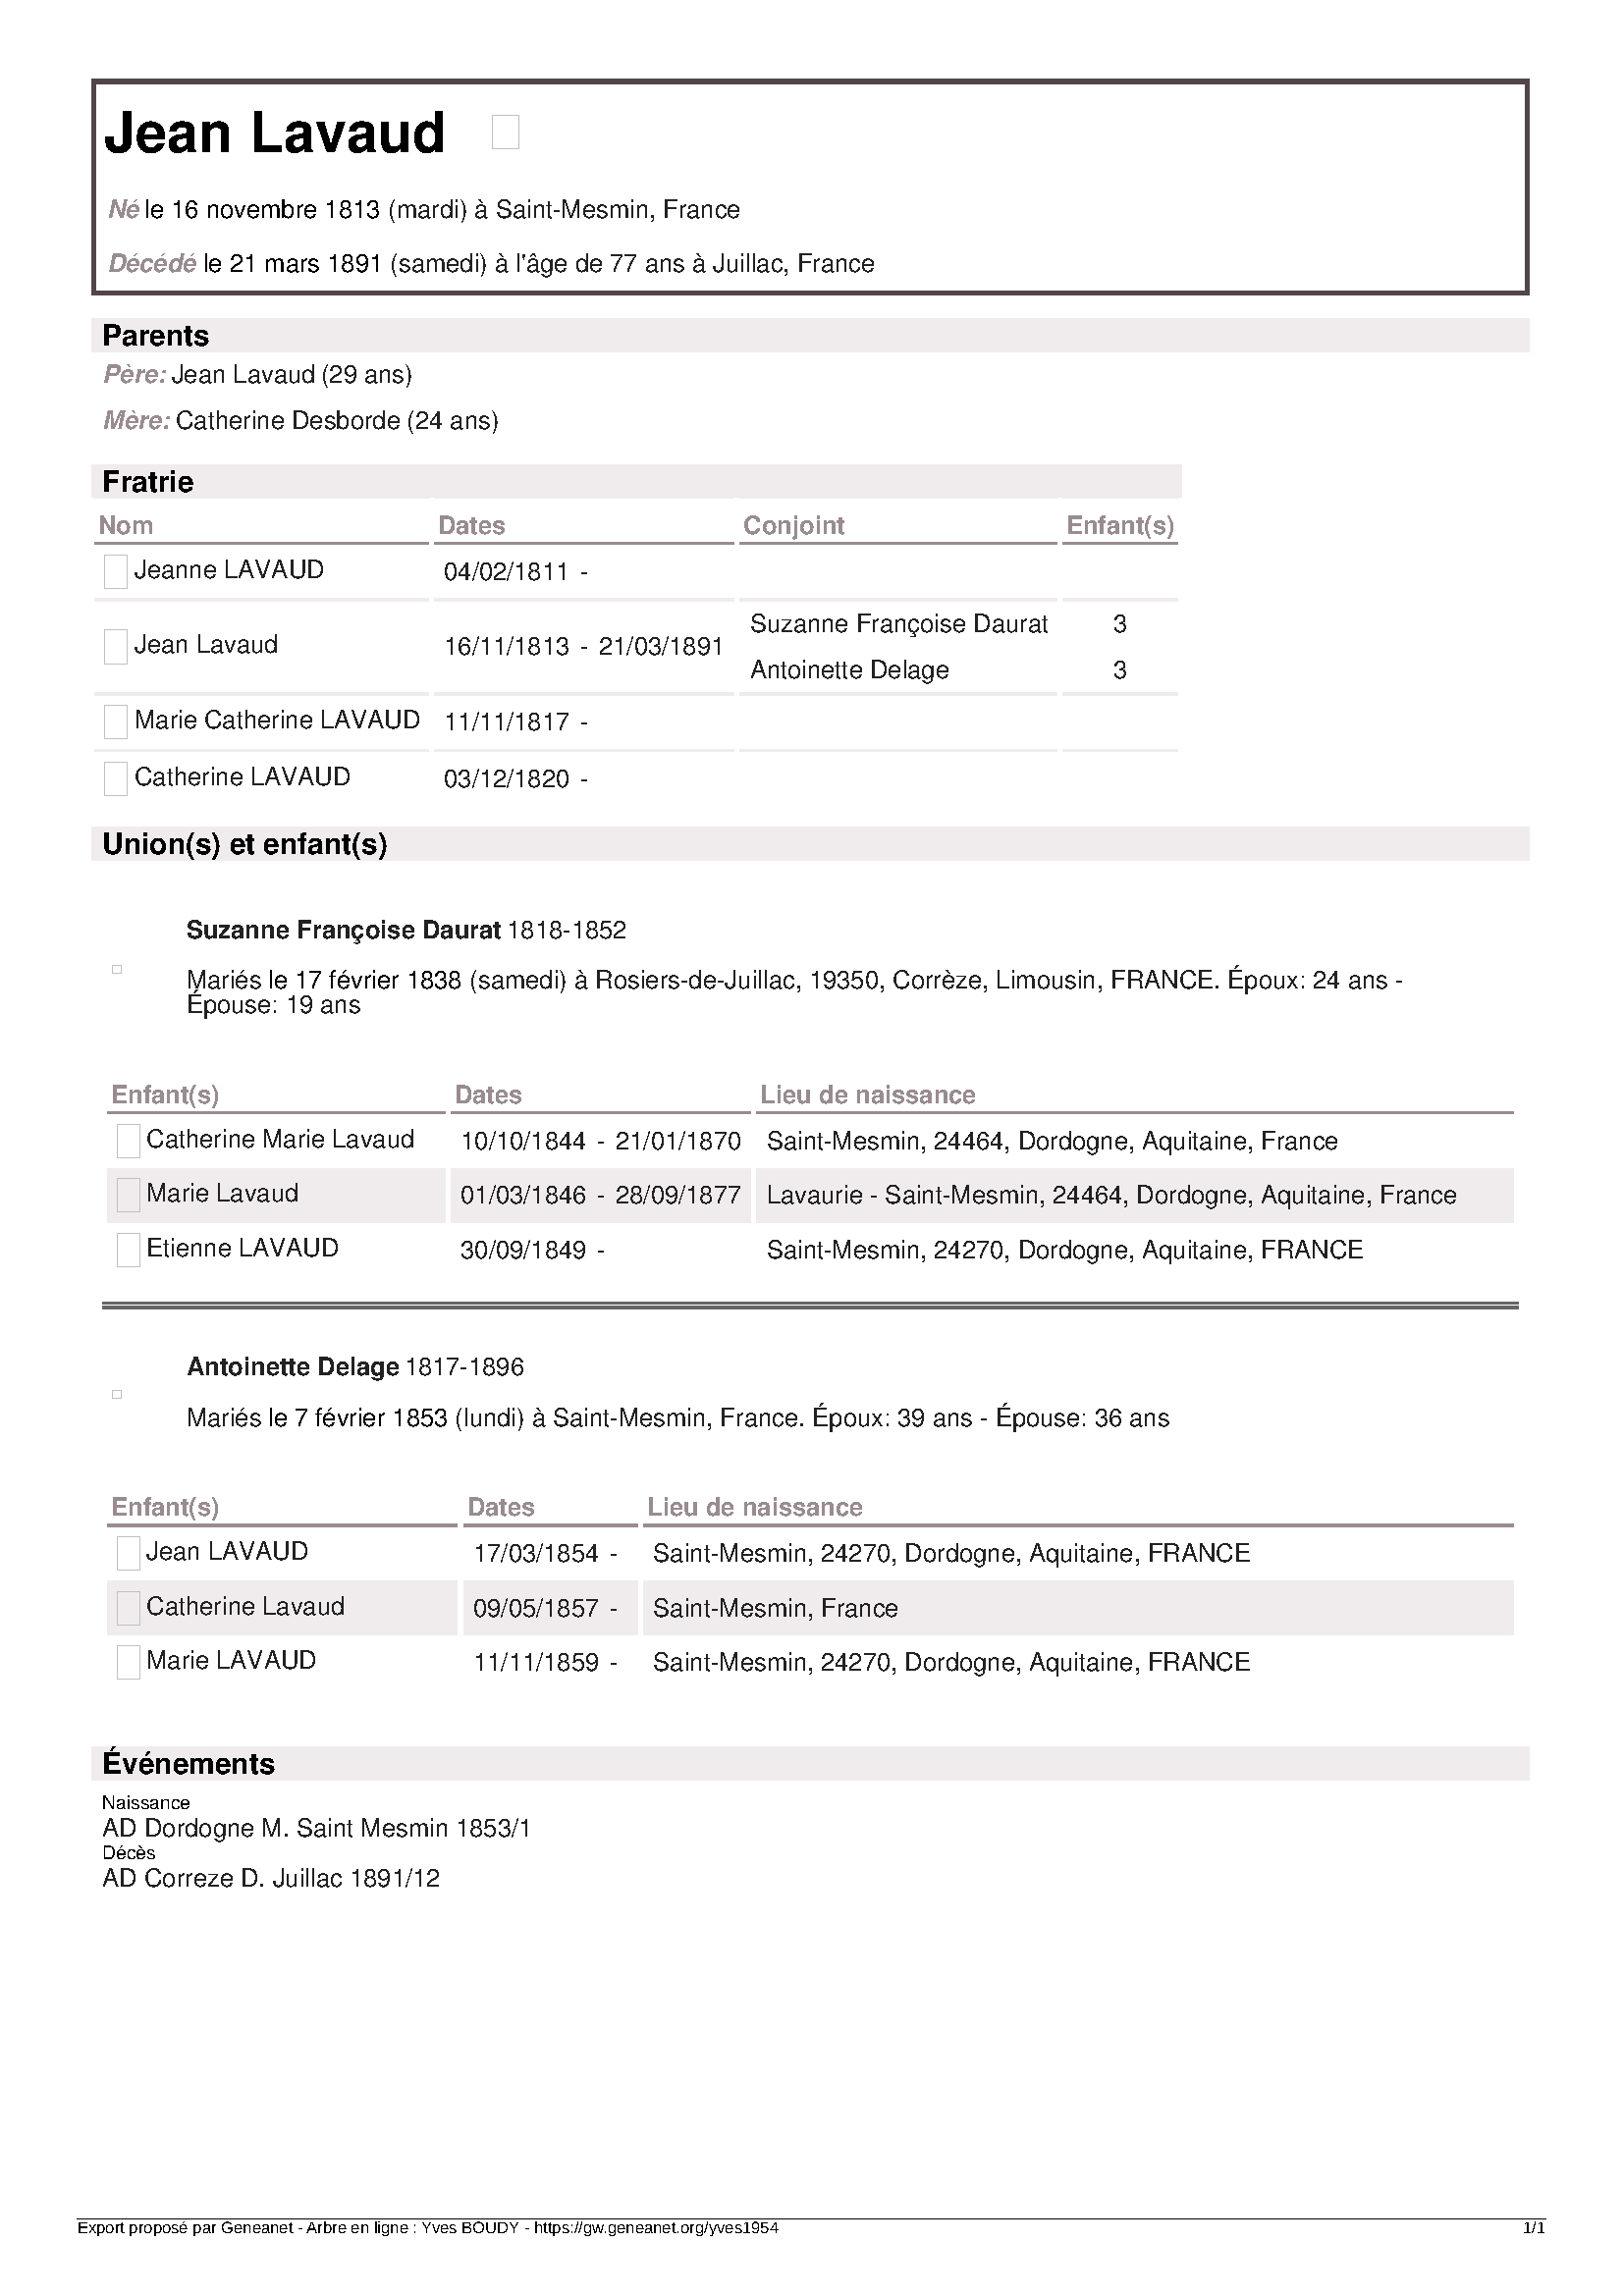 Jean Lavaud
Né le 16 novembre 1813 (mardi) à Saint-Mesmin, France
Décédé le 21 mars 1891 (samedi) à l'âge de 77 ans à Juillac, France
Parents
Père: Jean Lavaud (29 ans)
Mère: Catherine Desborde (24 ans)
Fratrie
Nom Dates Conjoint Enfant(s)
Jeanne LAVAUD 04/02/1811 -
Suzanne Françoise Daurat 3
Jean Lavaud 16/11/1813 - 21/03/1891
Antoinette Delage 3
Marie Catherine LAVAUD 11/11/1817 -
Catherine LAVAUD 03/12/1820 -
Union(s) et enfant(s)
Suzanne Françoise Daurat 1818-1852
Mariés le 17 février 1838 (samedi) à Rosiers-de-Juillac, 19350, Corrèze, Limousin, FRANCE. Époux: 24 ans -
Épouse: 19 ans
Enfant(s) Dates Lieu de naissance
Catherine Marie Lavaud 10/10/1844 - 21/01/1870 Saint-Mesmin, 24464, Dordogne, Aquitaine, France
Marie Lavaud 01/03/1846 - 28/09/1877 Lavaurie - Saint-Mesmin, 24464, Dordogne, Aquitaine, France
Etienne LAVAUD 30/09/1849 - Saint-Mesmin, 24270, Dordogne, Aquitaine, FRANCE
Antoinette Delage 1817-1896
Mariés le 7 février 1853 (lundi) à Saint-Mesmin, France. Époux: 39 ans - Épouse: 36 ans
Enfant(s) Dates Lieu de naissance
Jean LAVAUD 17/03/1854 - Saint-Mesmin, 24270, Dordogne, Aquitaine, FRANCE
Catherine Lavaud 09/05/1857 - Saint-Mesmin, France
Marie LAVAUD 11/11/1859 - Saint-Mesmin, 24270, Dordogne, Aquitaine, FRANCE
Événements
Naissance
AD Dordogne M. Saint Mesmin 1853/1
Décès
AD Correze D. Juillac 1891/12
Export proposé par Geneanet - Arbre en ligne : Yves BOUDY - https://gw.geneanet.org/yves1954 1/1